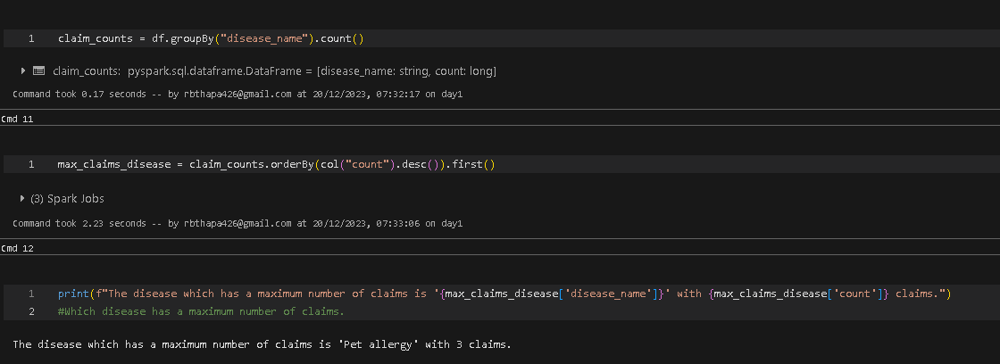 1 claim_counts = df.groupBy("disease_name").count()
claim_counts: pyspark.sql.dataframe.DataFrame = [disease_name: string, count: long]
Command took 0.17 seconds -- by rbthapa426@gmail.com at 20/12/2023, 07:32:17 on day1
Cmd 11
1 max_claims_disease = claim_counts.orderBy(col("count").desc()).first()
(3) Spark Jobs
Command took 2.23 seconds -- by rbthapa426@gmail.com at 20/12/2023, 07:33:06 on day1
Cmd 12
1 print(f"The disease which has a maximum number of claims is '{max_claims_disease['disease_name']}' with {max_claims_disease['count']} claims.")
2 #Which disease has a maximum number of claims.
The disease which has a maximum number of claims is 'Pet allergy' with 3 claims.